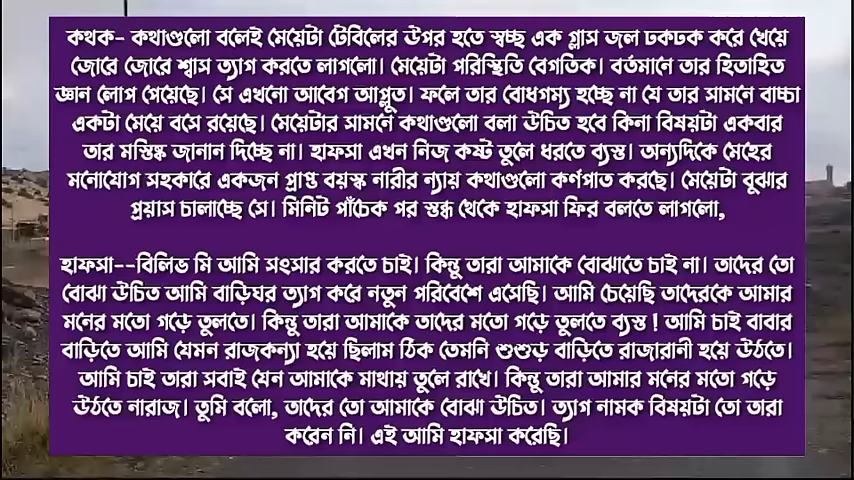 কথক- কথাগুলো বলেই মেয়েটা টেবিলের উপর হতে স্বচ্ছ এক গ্লাস জল ঢকঢক করে খেয়ে
জোরে জোরে শ্বাস ত্যাগ করতে লাগলো। মেয়েটা পরিস্থিতি বেগতিক। বর্তমানে তার হিতাহিত
জ্ঞান লোপ পেয়েছে। সে এখনো আবেগ আপ্লুত। ফলে তার বোধগম্য হচ্ছে না যে তার সামনে বাচ্চা
একটা মেয়ে বসে রয়েছে। মেয়েটার সামনে কথাগুলো বলা উচিত হবে কিনা বিষয়টা একবার
তার মস্তিষ্ক জানান দিচ্ছে না। হাফসা এখন নিজ কষ্ট তুলে ধরতে ব্যস্ত। অন্যদিকে মেহের
মনোযোগ সহকারে একজন প্রাপ্ত বয়স্ক নারীর ন্যায় কথাগুলো কর্ণপাত করছে। মেয়েটা বুঝার
প্রয়াস চালাচ্ছে সে। মিনিট পাঁচেক পর স্তব্ধ থেকে হাফসা ফির বলতে লাগলো,
হাফসা--বিলিভ মি আমি সংসার করতে চাই। কিন্তু তারা আমাকে বোঝাতে চাই না। তাদের তো
বোঝা উচিত আমি বাড়িঘর ত্যাগ করে নতুন পরিবেশে এসেছি। আমি চেয়েছি তাদেরকে আমার
মনের মতো গড়ে তুলতে। কিন্তু তারা আমাকে তাদের মতো গড়ে তুলতে ব্যস্ত ! আমি চাই বাবার
বাড়িতে আমি যেমন রাজকন্যা হয়ে ছিলাম ঠিক তেমনি শুশুড় বাড়িতে রাজারানী হয়ে উঠতে।
আমি চাই তারা সবাই যেন আমাকে মাথায় তুলে রাখে। কিন্তু তারা আমার মনের মতো গড়ে
উঠতে নারাজ। তুমি বলো, তাদের তো আমাকে বোঝা উচিত। ত্যাগ নামক বিষয়টা তো তারা
করেন নি। এই আমি হাফসা করেছি।